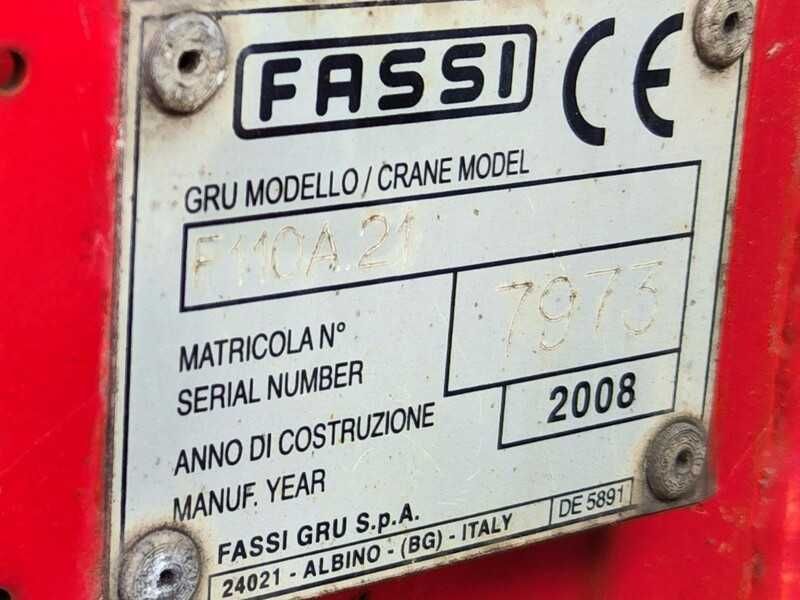 FASSI CE
GRU MODELLO / CRANE MODEL
F110A.21
MATRICOLA N°
SERIAL NUMBER
7973
ANNO DI COSTRUZIONE
MANUF. YEAR
2008
FASSI GRU S.p.A.
24021 - ALBINO - (BG) - ITALY
DE 5891